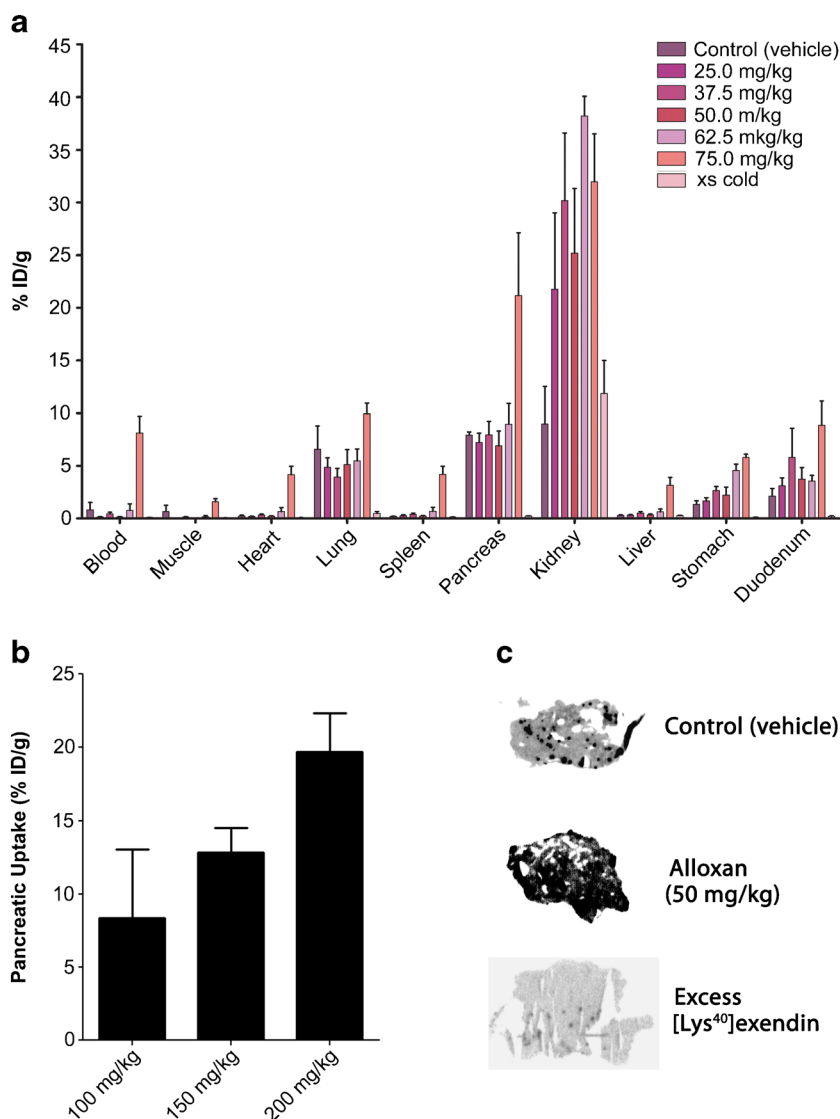 a
45
40
35
30
25
20
15
10
5
0
% ID/g
Control (vehicle)
25.0 mg/kg
37.5 mg/kg
50.0 m/kg
62.5 mkg/kg
75.0 mg/kg
xs cold
Blood
Muscle
Heart
Lung
Spleen
Pancreas
Kidney
Liver
Stomach
Duodenum
b
25
20
15
10
5
0
Pancreatic Uptake (% ID/g)
100 mg/kg
150 mg/kg
200 mg/kg
c
Control (vehicle)
Alloxan
(50 mg/kg)
Excess
[Lys⁴⁰]exendin